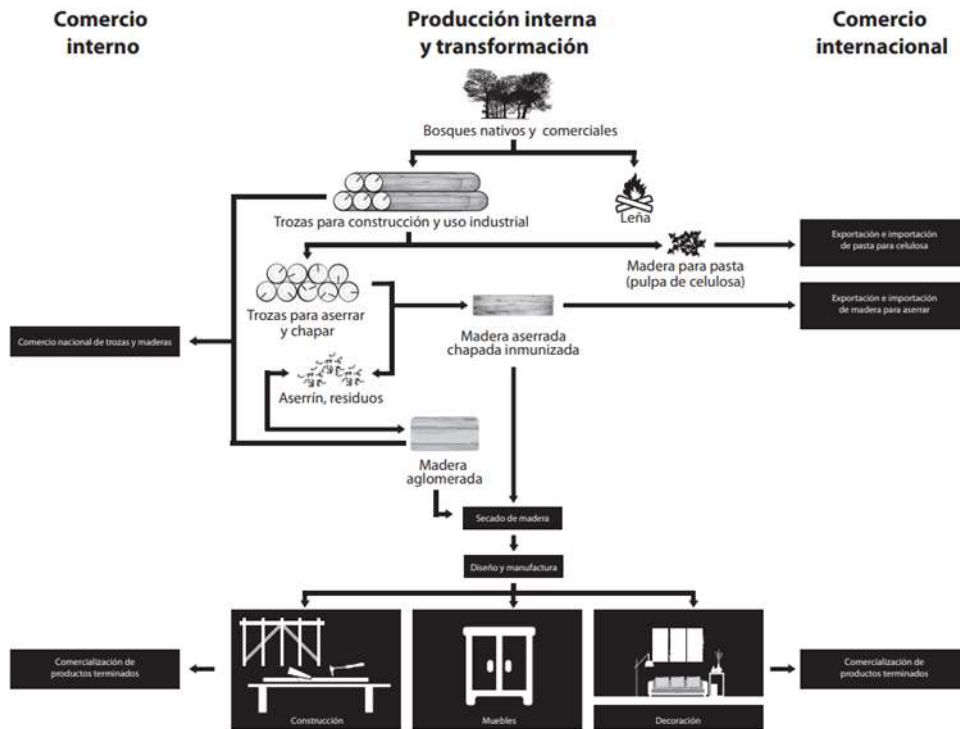 Comercio
interno
Producción interna
y transformación
Comercio
internacional
Bosques nativos y comerciales
Trozas para construcción y uso industrial
Leña
Madera para pasta
(pulpa de celulosa)
Exportación e importación
de pasta para celulosa
Trozas para aserrar
y chapar
Madera aserrada
chapada inmunizada
Exportación e importación
de madera para aserrar
Comercio nacional de trozas y maderas
Aserrín, residuos
Madera
aglomerada
Secado de madera
Diseño y manufactura
Comercialización de
productos terminados
Construcción
Muebles
Decoración
Comercialización de
productos terminados